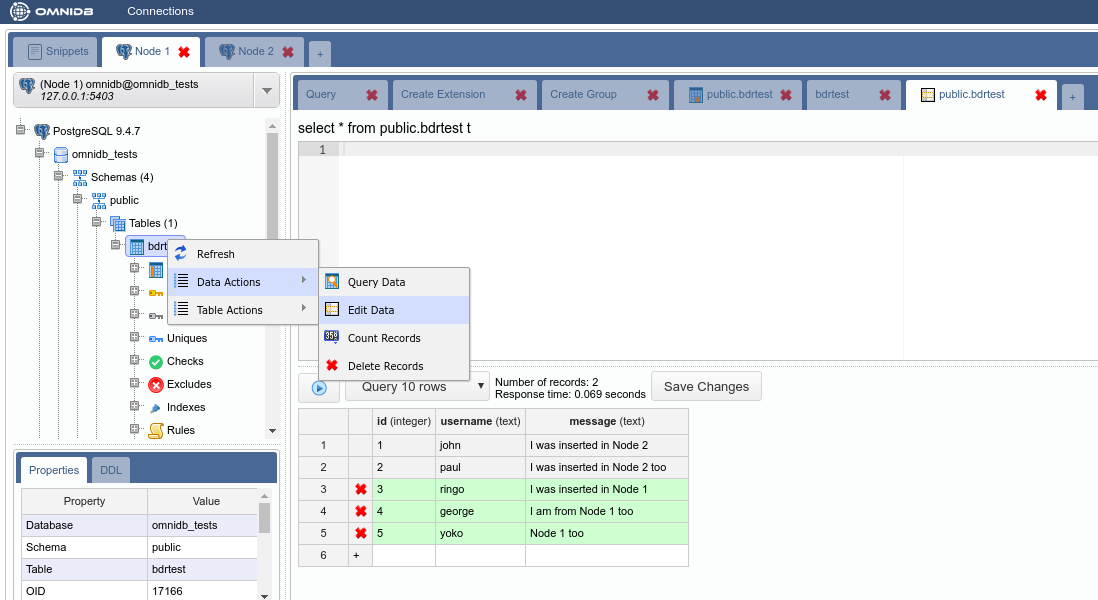 OMNIDB Connections
Snippets Node 1 Node 2 +
(Node 1) omnidb@omnidb_tests
127.0.0.1:5403
PostgreSQL 9.4.7
omnidb_tests
Schemas (4)
public
Tables (1)
bdrt
Uniques
Checks
Excludes
Indexes
Rules
Refresh
Data Actions
Table Actions
Query Data
Edit Data
Count Records
Delete Records
Properties DDL
Property Value
Database omnidb_tests
Schema public
Table bdrtest
OID 17166
Query Create Extension Create Group public.bdrtest bdrtest public.bdrtest +
select * from public.bdrtest t
1
Query 10 rows
Number of records: 2
Response time: 0.069 seconds
Save Changes
id (integer) username (text) message (text)
1 1 john I was inserted in Node 2
2 2 paul I was inserted in Node 2 too
3 3 ringo I was inserted in Node 1
4 4 george I am from Node 1 too
5 5 yoko Node 1 too
6 +